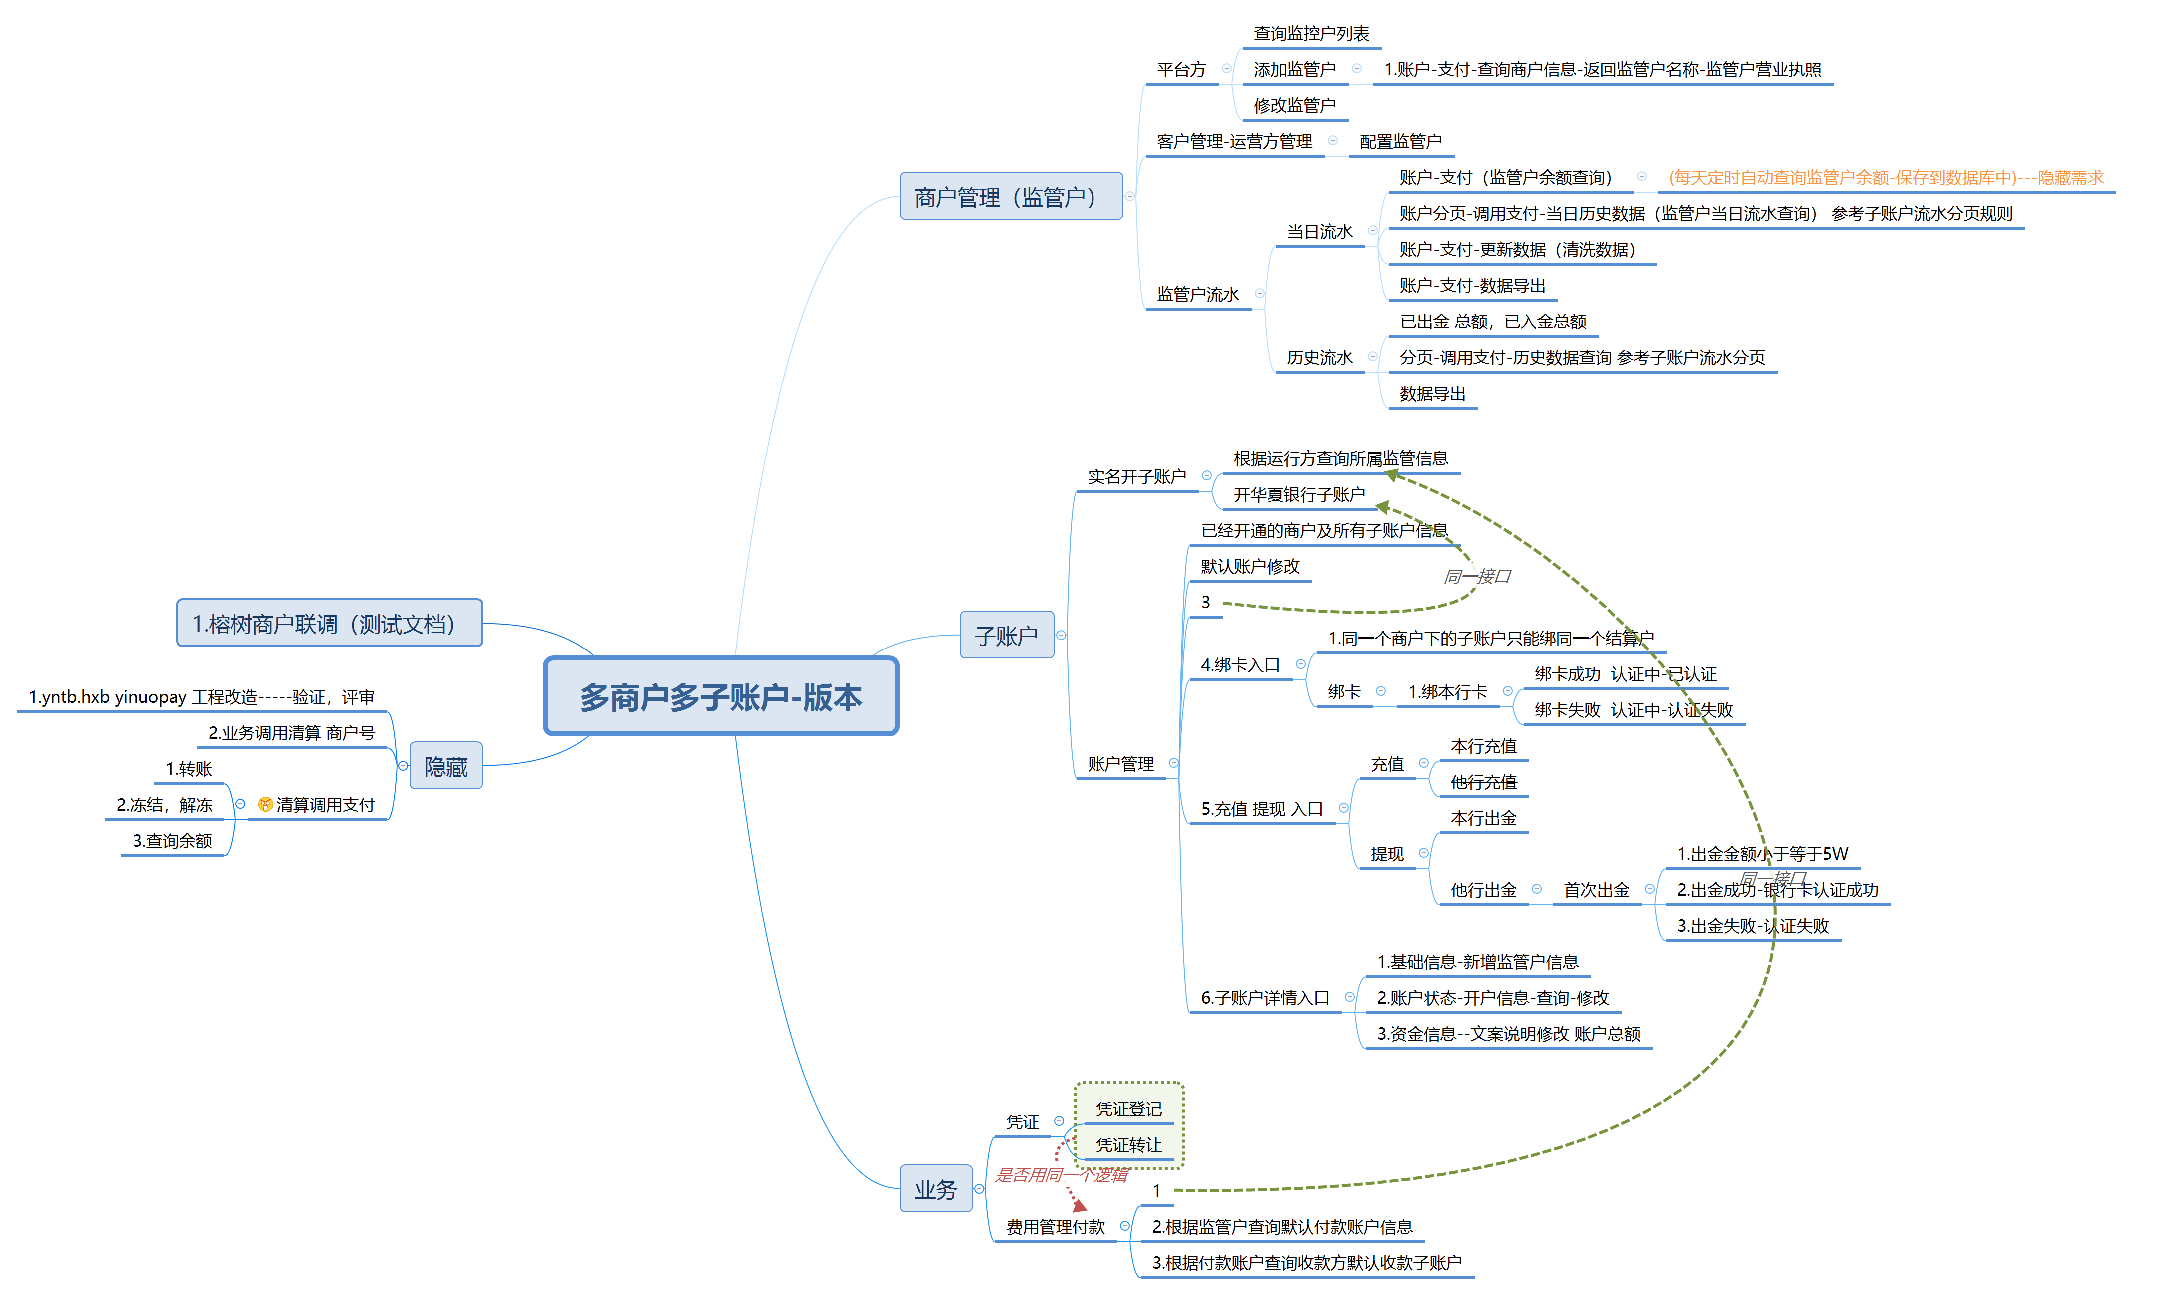 多商户多子账户-版本
商户管理（监管户）
平台方
查询监控户列表
添加监管户
1.账户-支付-查询商户信息-返回监管户名称-监管户营业执照
修改监管户
客户管理-运营方管理
配置监管户
监管户流水
当日流水
账户-支付（监管户余额查询）
(每天定时自动查询监管户余额-保存到数据库中)---隐藏需求
账户分页-调用支付-当日历史数据（监管户当日流水查询） 参考子账户流水分页规则
账户-支付-更新数据（清洗数据）
账户-支付-数据导出
历史流水
已出金 总额，已入金总额
分页-调用支付-历史数据查询 参考子账户流水分页
数据导出
子账户
实名开子账户
根据运行方查询所属监管信息
开华夏银行子账户
账户管理
已经开通的商户及所有子账户信息
默认账户修改
3
同一接口
4.绑卡入口
1.同一个商户下的子账户只能绑同一个结算户
绑卡
1.绑本行卡
绑卡成功 认证中-已认证
绑卡失败 认证中-认证失败
5.充值 提现 入口
充值
本行充值
他行充值
提现
本行出金
他行出金
首次出金
1.出金金额小于等于5W
同一接口
2.出金成功-银行卡认证成功
3.出金失败-认证失败
6.子账户详情入口
1.基础信息-新增监管户信息
2.账户状态-开户信息-查询-修改
3.资金信息--文案说明修改 账户总额
业务
凭证
凭证登记
凭证转让
是否用同一个逻辑
费用管理付款
1
2.根据监管户查询默认付款账户信息
3.根据付款账户查询收款方默认收款子账户
1.榕树商户联调（测试文档）
隐藏
1.yntb.hxb yinuopay 工程改造-----验证，评审
2.业务调用清算 商户号
清算调用支付
1.转账
2.冻结，解冻
3.查询余额